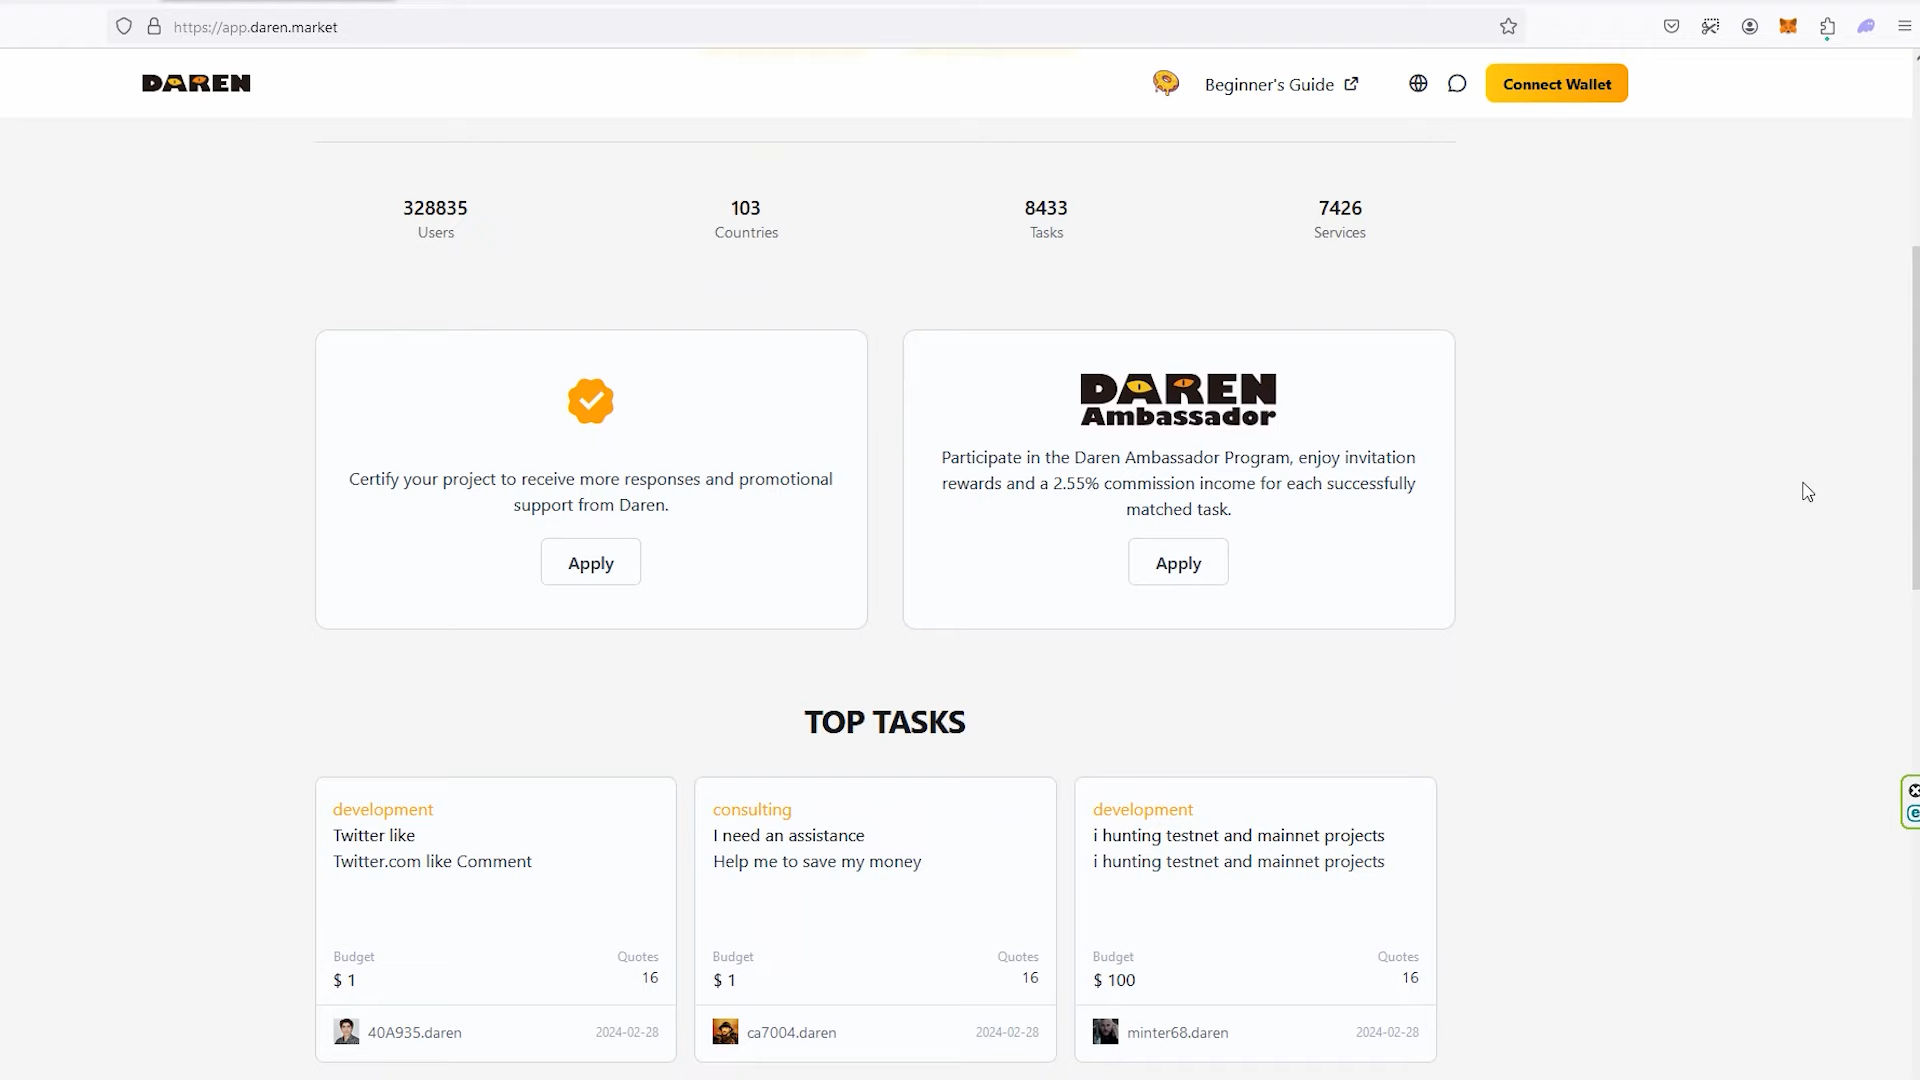 https://app.daren.market
DAREN
Beginner's Guide
Connect Wallet
328835
Users
103
Countries
8433
Tasks
7426
Services
Certify your project to receive more responses and promotional
support from Daren.
Apply
DAREN
Ambassador
Participate in the Daren Ambassador Program, enjoy invitation
rewards and a 2.55% commission income for each successfully
matched task.
Apply
TOP TASKS
development
Twitter like
Twitter.com like Comment
Budget
Quotes
$ 1
16
40A935.daren
2024-02-28
consulting
I need an assistance
Help me to save my money
Budget
Quotes
$ 1
16
ca7004.daren
2024-02-28
development
i hunting testnet and mainnet projects
i hunting testnet and mainnet projects
Budget
Quotes
$ 100
16
minter68.daren
2024-02-28